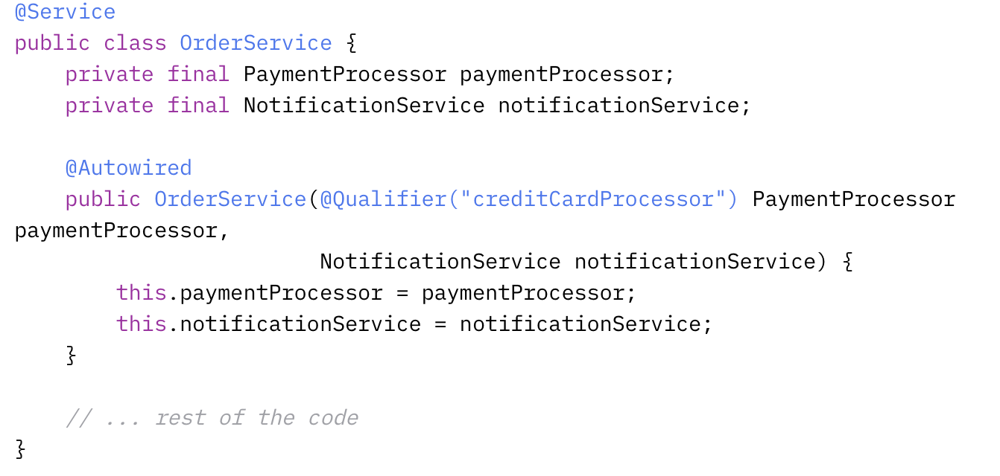 @Service
public class OrderService {
    private final PaymentProcessor paymentProcessor;
    private final NotificationService notificationService;

    @Autowired
    public OrderService(@Qualifier("creditCardProcessor") PaymentProcessor
paymentProcessor,
                        NotificationService notificationService) {
        this.paymentProcessor = paymentProcessor;
        this.notificationService = notificationService;
    }

    // ... rest of the code
}